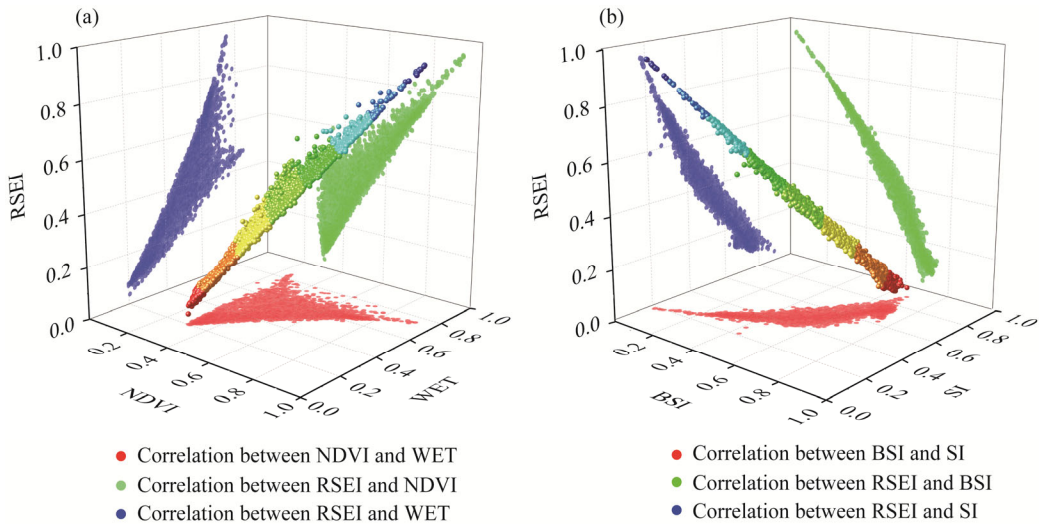 (a)
RSEI
1.0
0.8
0.6
0.4
0.2
0.0
0.2
0.4
0.6
0.8
1.0
NDVI
0.0
0.2
0.4
0.6
0.8
1.0
WET
Correlation between NDVI and WET
Correlation between RSEI and NDVI
Correlation between RSEI and WET
(b)
RSEI
1.0
0.8
0.6
0.4
0.2
0.0
0.2
0.4
0.6
0.8
1.0
BSI
0.0
0.2
0.4
0.6
0.8
1.0
SI
Correlation between BSI and SI
Correlation between RSEI and BSI
Correlation between RSEI and SI